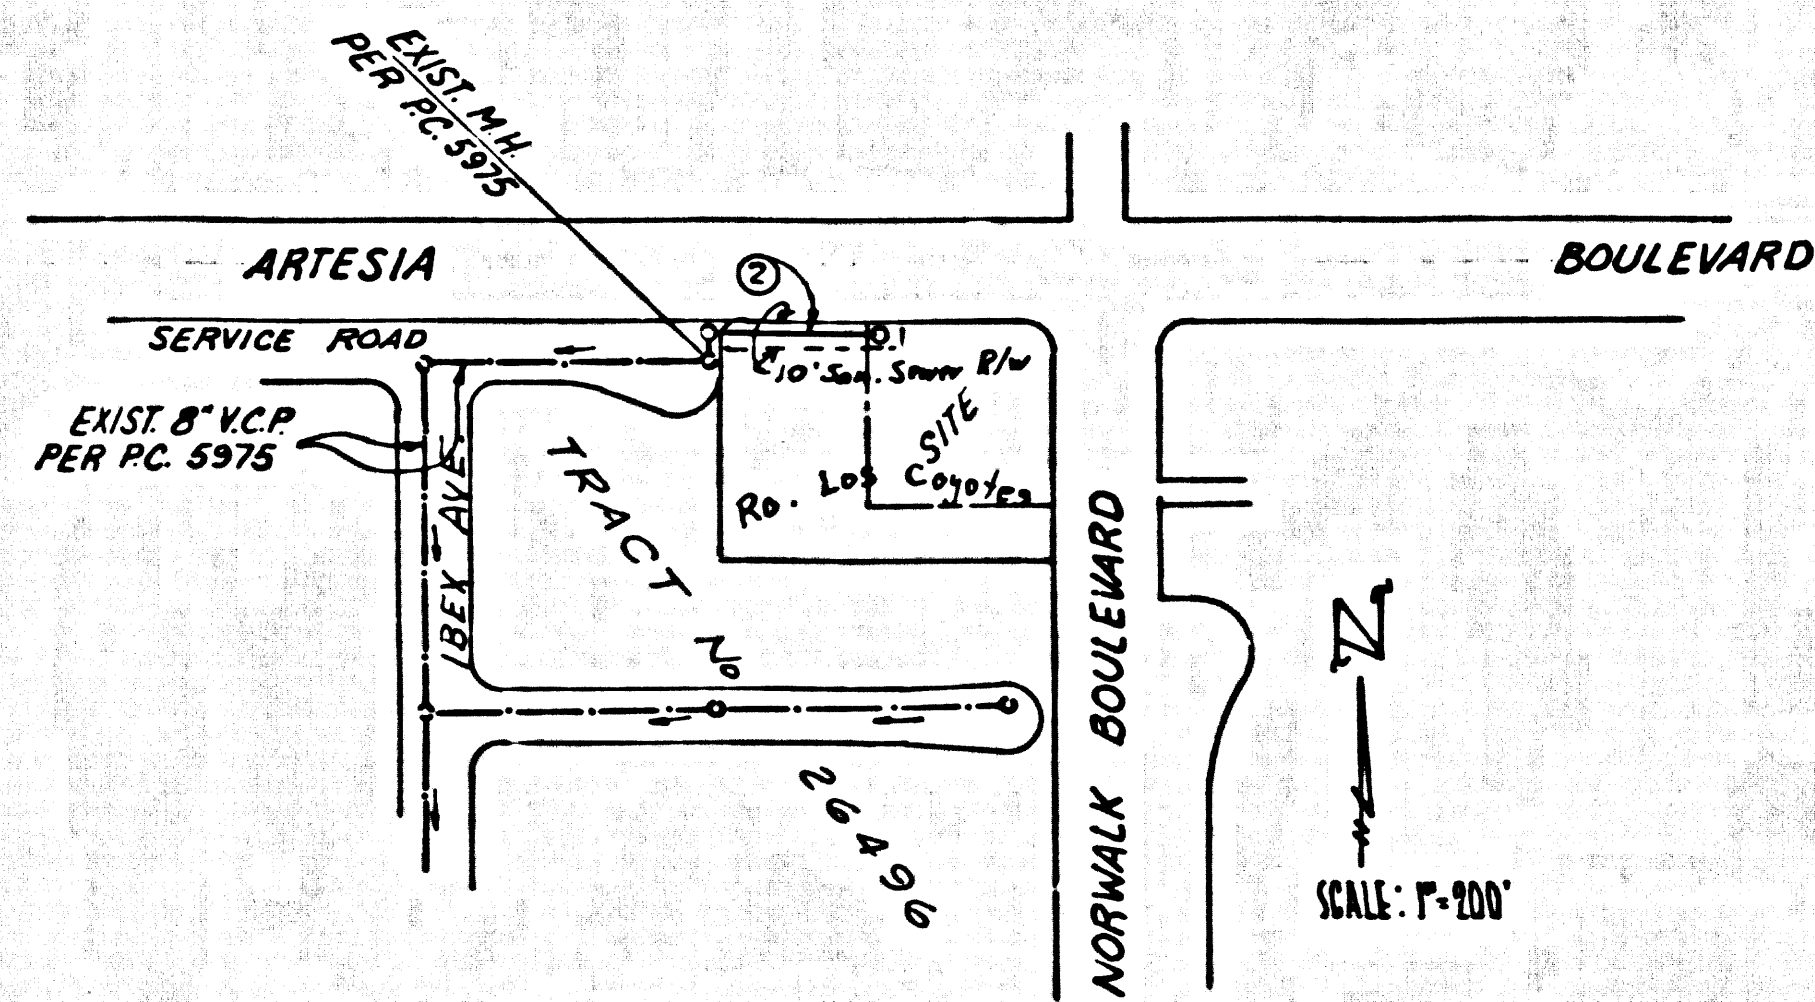 EXIST. M.H.
PER P.C. 5975
ARTESIA
BOULEVARD
2
SERVICE ROAD
1
10' San. Sewer R/W
EXIST. 8" V.C.P.
PER P.C. 5975
SITE
RO. LOS COYOTES
IBEX AVE.
TRACT NO 26496
NORWALK BOULEVARD
N
SCALE: 1"=200'